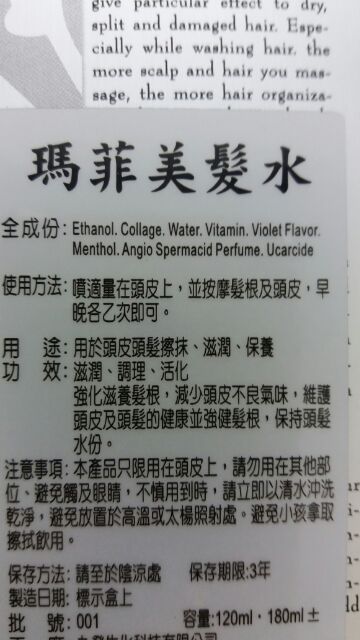 give particular effect to dry,
split and damaged hair. Espe-
cially while washing hair. the
more scalp and hair you mas-
sage, the more hair organiza-
瑪菲美髮水
全成份: Ethanol. Collage. Water. Vitamin. Violet Flavor.
Menthol. Angio Spermacid Perfume. Ucarcide
使用方法: 噴適量在頭皮上，並按摩髮根及頭皮，早
晚各乙次即可。
用 途: 用於頭皮頭髮擦抹、滋潤、保養
功 效: 滋潤、調理、活化
強化滋養髮根，減少頭皮不良氣味，維護
頭皮及頭髮的健康並強健髮根，保持頭髮
水份。
注意事項: 本產品只限用在頭皮上，請勿用在其他部
位、避免觸及眼睛，不慎用到時，請立即以清水沖洗
乾淨，避免放置於高溫或太楊照射處。避免小孩拿取
擦拭飲用。
保存方法: 請至於陰涼處 保存期限:3年
製造日期: 標示盒上
批 號: 001 容量:120ml．180ml±